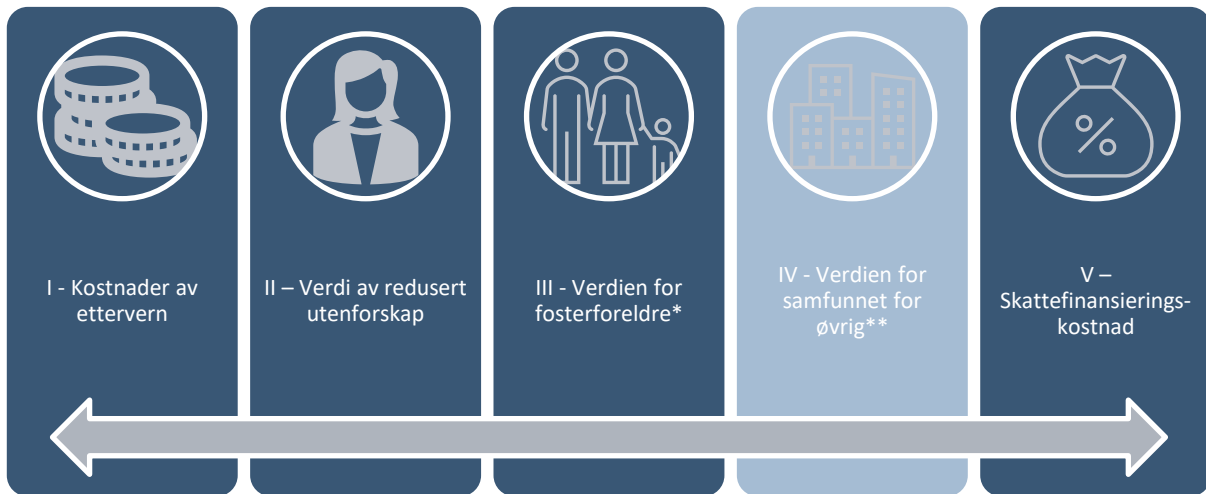 I - Kostnader av
ettervern
II – Verdi av redusert
utenforskap
III - Verdien for
fosterforeldre*
IV - Verdien for
samfunnet for
øvrig**
V –
Skattefinansierings-
kostnad
%